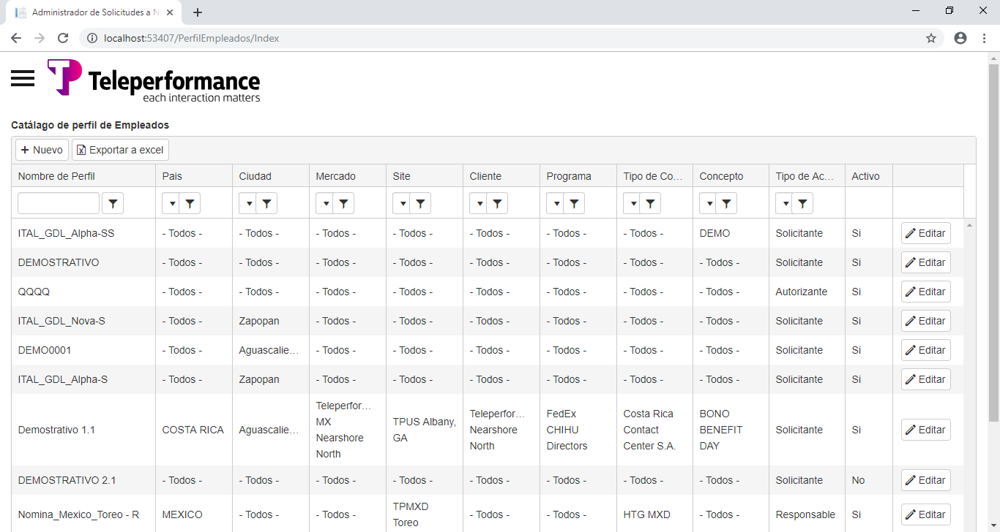 Administrador de Solicitudes a N
localhost:53407/PerfilEmpleados/Index
Teleperformance
each interaction matters
Catálago de perfil de Empleados
+ Nuevo Exportar a excel
Nombre de Perfil Pais Ciudad Mercado Site Cliente Programa Tipo de Co... Concepto Tipo de Ac... Activo
ITAL_GDL_Alpha-SS - Todos - - Todos - - Todos - - Todos - - Todos - - Todos - - Todos - DEMO Solicitante Si Editar
DEMOSTRATIVO - Todos - - Todos - - Todos - - Todos - - Todos - - Todos - - Todos - - Todos - Solicitante Si Editar
QQQQ - Todos - - Todos - - Todos - - Todos - - Todos - - Todos - - Todos - - Todos - Autorizante Si Editar
ITAL_GDL_Nova-S - Todos - Zapopan - Todos - - Todos - - Todos - - Todos - - Todos - - Todos - Solicitante Si Editar
DEMO0001 - Todos - Aguascalie... - Todos - - Todos - - Todos - - Todos - - Todos - - Todos - Solicitante Si Editar
ITAL_GDL_Alpha-S - Todos - Zapopan - Todos - - Todos - - Todos - - Todos - - Todos - - Todos - Solicitante Si Editar
Demostrativo 1.1
COSTA RICA
Aguascalie...
Teleperfor...
MX
Nearshore
North
TPUS Albany,
GA
Teleperfor...
Nearshore
North
FedEx
CHIHU
Directors
Costa Rica
Contact
Center S.A.
BONO
BENEFIT
DAY
Solicitante
Si
Editar
DEMOSTRATIVO 2.1 - Todos - - Todos - - Todos - - Todos - - Todos - - Todos - - Todos - - Todos - Solicitante No Editar
Nomina_Mexico_Toreo - R
MEXICO
- Todos -
- Todos -
TPMXD
Toreo
- Todos -
- Todos -
HTG MXD
- Todos -
Responsable
Si
Editar